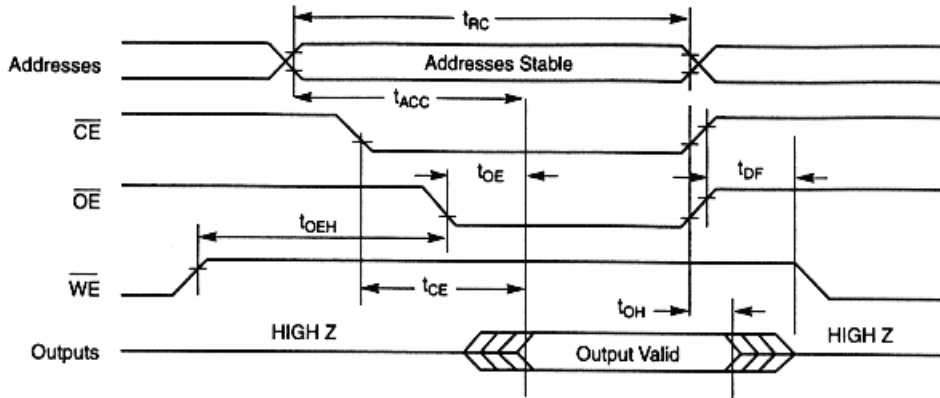 tRC
Addresses Addresses Stable
tACC
CE
tOE tDF
OE
tOEH
WE
tCE
tOH
HIGH Z HIGH Z
Outputs Output Valid